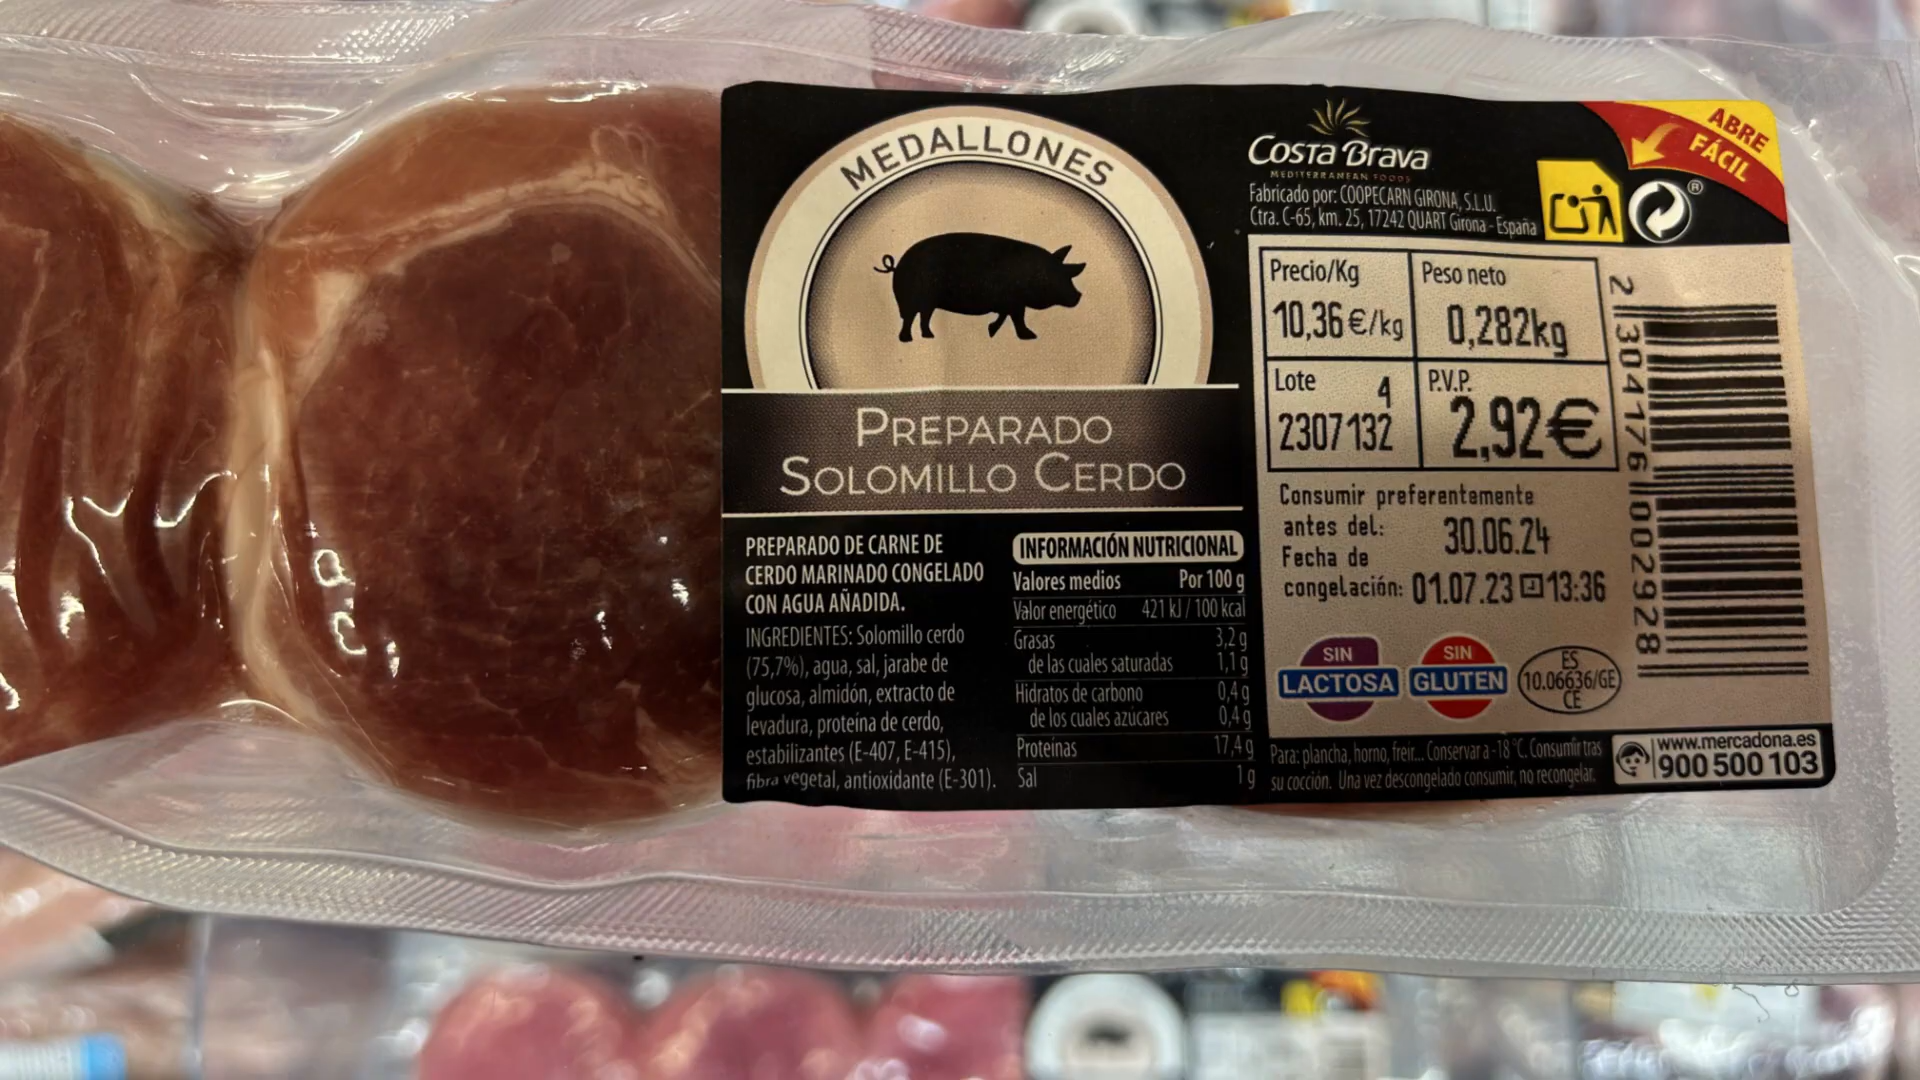 MEDALLONES
PREPARADO
SOLOMILLO CERDO
PREPARADO DE CARNE DE
CERDO MARINADO CONGELADO
CON AGUA AÑADIDA.
INGREDIENTES: Solomillo cerdo
(75,7%), agua, sal, jarabe de
glucosa, almidón, extracto de
levadura, proteína de cerdo,
estabilizantes (E-407, E-415),
fibra vegetal, antioxidante (E-301).
INFORMACIÓN NUTRICIONAL
Valores medios Por 100 g
Valor energético 421 kJ / 100 kcal
Grasas 3,2 g
de las cuales saturadas 1,1 g
Hidratos de carbono 0,4 g
de los cuales azúcares 0,4 g
Proteínas 17,4 g
Sal 1 g
COSTA BRAVA
MEDITERRANEAN FOODS
Fabricado por: COOPECARN GIRONA, S.L.U.
Ctra. C-65, km. 25, 17242 QUART Girona - España
ABRE
FÁCIL
®
Precio/Kg
10,36 €/kg
Peso neto
0,282kg
Lote 4
2307132
P.V.P.
2,92€
Consumir preferentemente
antes del: 30.06.24
Fecha de
congelación: 01.07.23 13:36
SIN
LACTOSA
SIN
GLUTEN
ES
10.06636/GE
CE
2 304176 002928
Para: plancha, horno, freír... Conservar a -18 °C. Consumir tras
su cocción. Una vez descongelado consumir, no recongelar.
www.mercadona.es
900 500 103